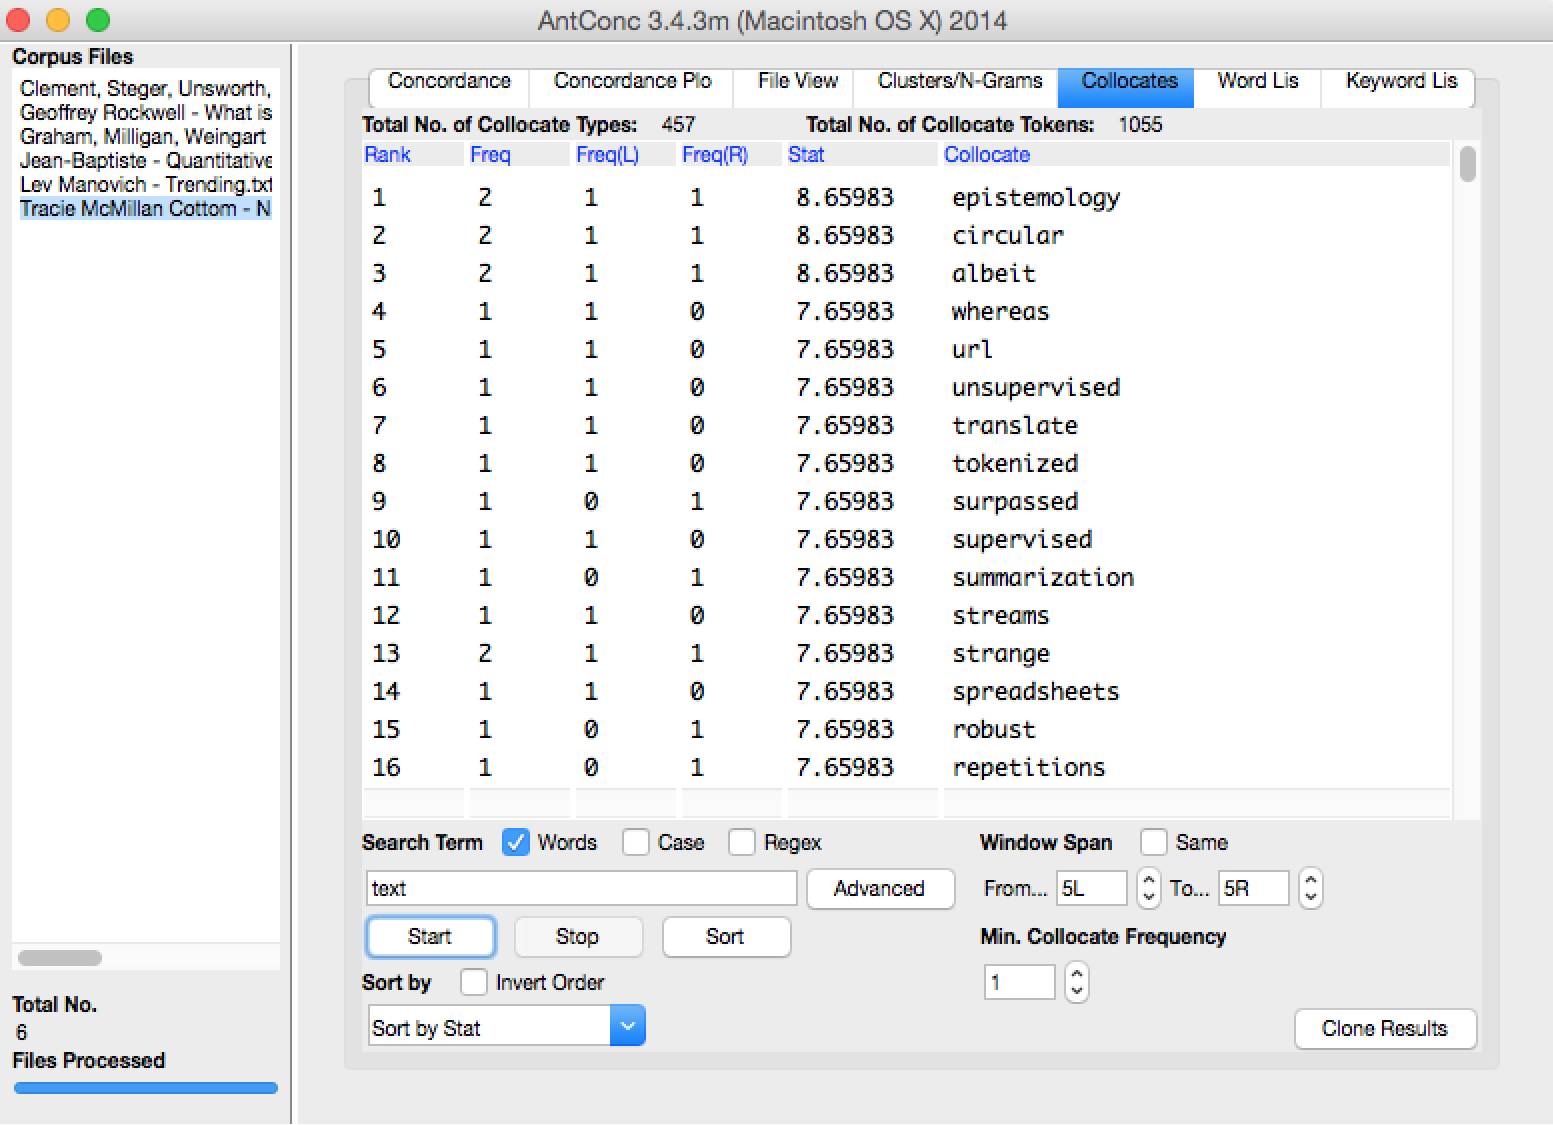 AntConc 3.4.3m (Macintosh OS X) 2014
Corpus Files
Clement, Steger, Unsworth,
Geoffrey Rockwell - What is
Graham, Milligan, Weingart
Jean-Baptiste - Quantitative
Lev Manovich - Trending.txt
Tracie McMillan Cottom - N
Total No.
6
Files Processed
Concordance Concordance Plo File View Clusters/N-Grams Collocates Word Lis Keyword Lis
Total No. of Collocate Types: 457 Total No. of Collocate Tokens: 1055
Rank Freq Freq(L) Freq(R) Stat Collocate
1 2 1 1 8.65983 epistemology
2 2 1 1 8.65983 circular
3 2 1 1 8.65983 albeit
4 1 1 0 7.65983 whereas
5 1 1 0 7.65983 url
6 1 1 0 7.65983 unsupervised
7 1 1 0 7.65983 translate
8 1 1 0 7.65983 tokenized
9 1 0 1 7.65983 surpassed
10 1 1 0 7.65983 supervised
11 1 0 1 7.65983 summarization
12 1 1 0 7.65983 streams
13 2 1 1 7.65983 strange
14 1 1 0 7.65983 spreadsheets
15 1 0 1 7.65983 robust
16 1 0 1 7.65983 repetitions
Search Term Words Case Regex
text Advanced
Start Stop Sort
Sort by Invert Order
Sort by Stat
Window Span Same
From... 5L To... 5R
Min. Collocate Frequency
1
Clone Results